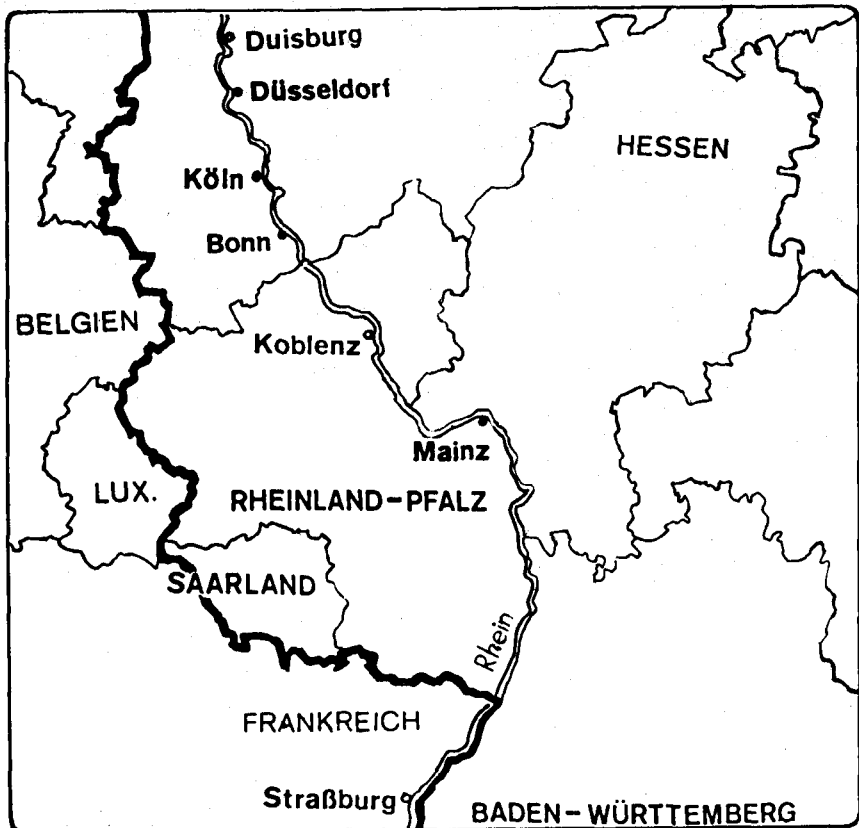 Duisburg
Düsseldorf
HESSEN
Köln
Bonn
BELGIEN
Koblenz
Mainz
LUX.
RHEINLAND-PFALZ
SAARLAND
Rhein
FRANKREICH
Straßburg
BADEN-WÜRTTEMBERG